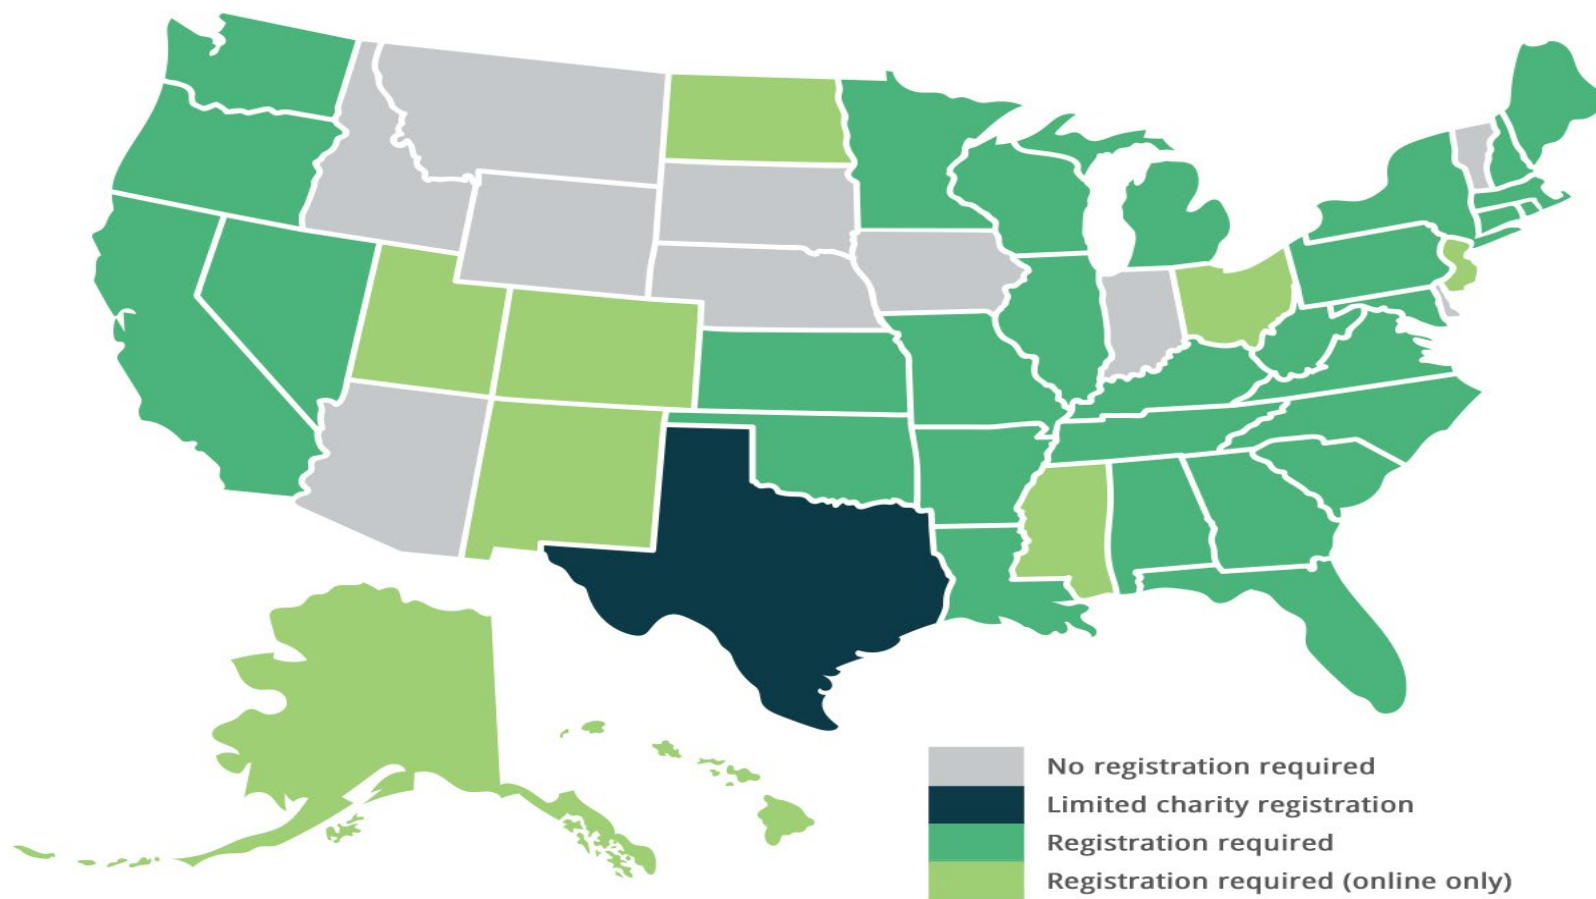 No registration required
Limited charity registration
Registration required
Registration required (online only)